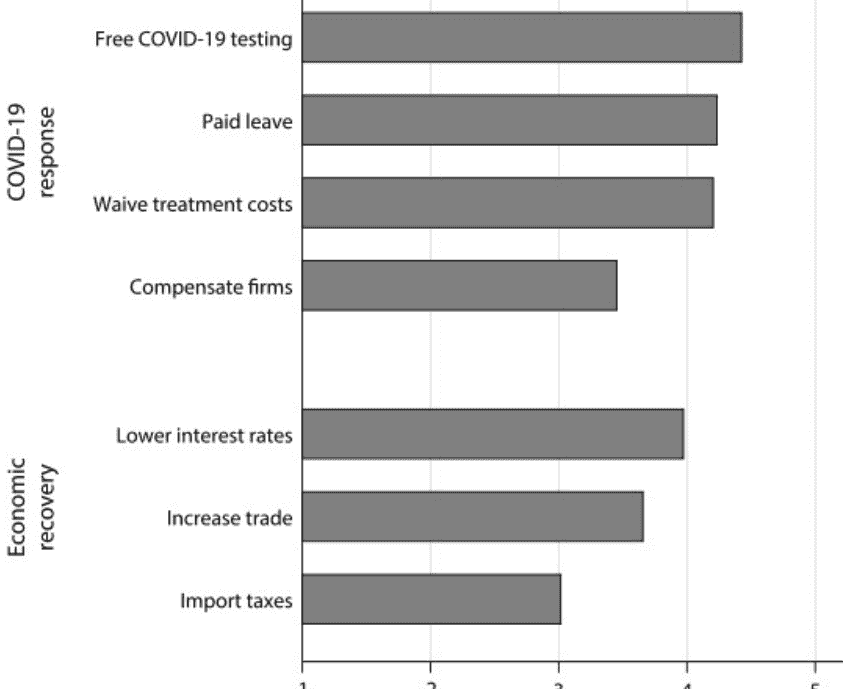 COVID-19
response
Free COVID-19 testing
Paid leave
Waive treatment costs
Compensate firms
Economic
recovery
Lower interest rates
Increase trade
Import taxes
1 2 3 4 5